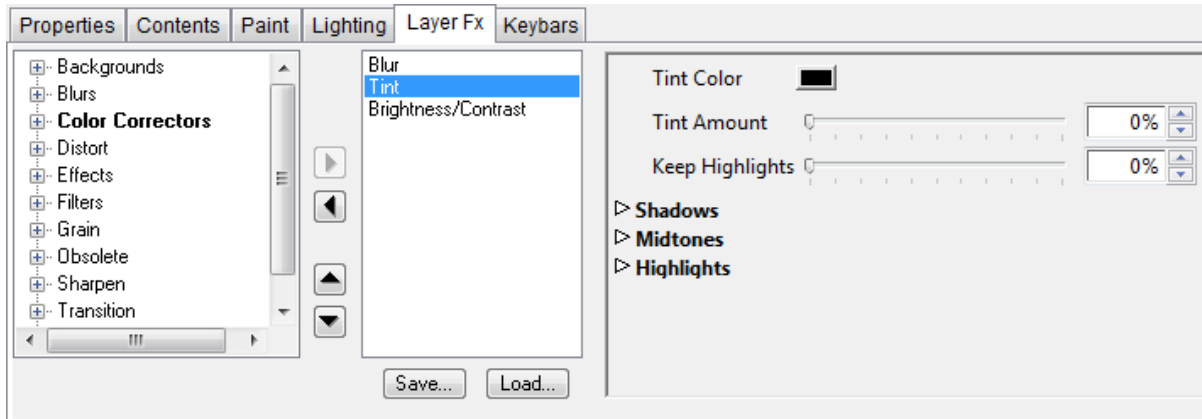 Properties Contents Paint Lighting Layer Fx Keybars
Backgrounds
Blurs
Color Correctors
Distort
Effects
Filters
Grain
Obsolete
Sharpen
Transition
Blur
Tint
Brightness/Contrast
Save... Load...
Tint Color
Tint Amount 0%
Keep Highlights 0%
Shadows
Midtones
Highlights